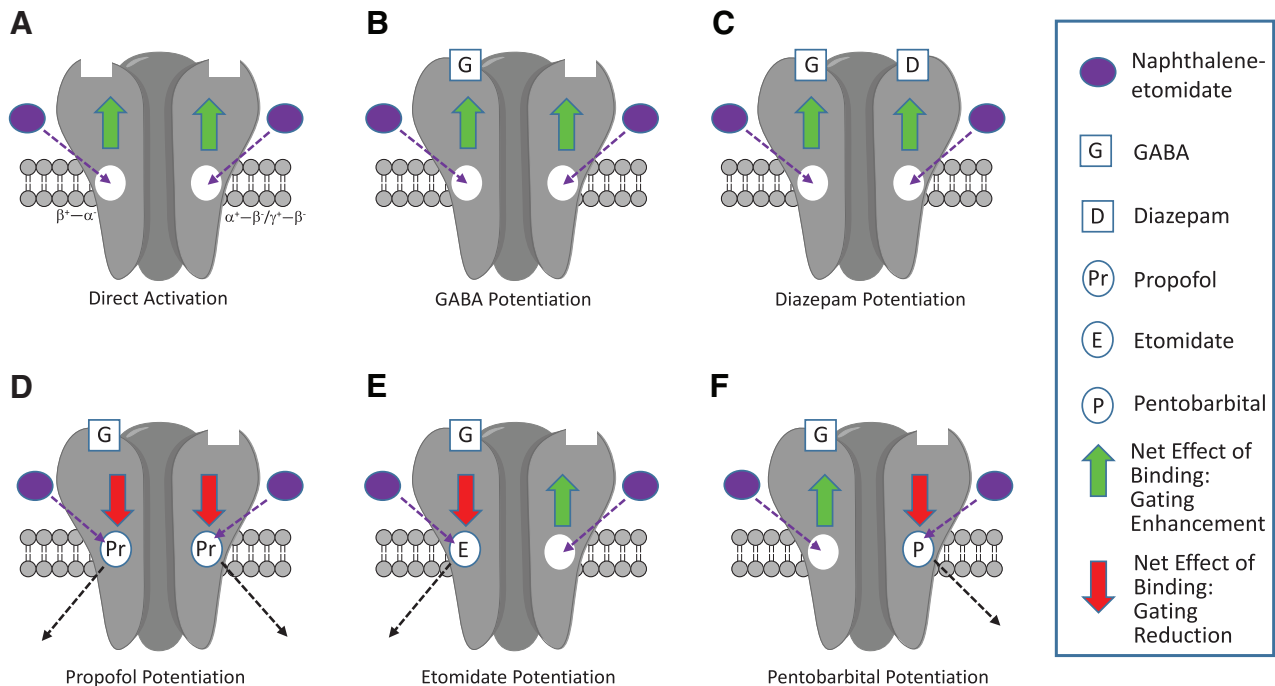 A
β⁺—α⁻
α⁺—β⁻/γ⁺—β⁻
Direct Activation
B
G
GABA Potentiation
C
G
D
Diazepam Potentiation
D
G
Pr
Pr
Propofol Potentiation
E
G
E
Etomidate Potentiation
F
G
P
Pentobarbital Potentiation
Naphthalene-
etomidate
G GABA
D Diazepam
Pr Propofol
E Etomidate
P Pentobarbital
Net Effect of
Binding:
Gating
Enhancement
Net Effect of
Binding:
Gating
Reduction